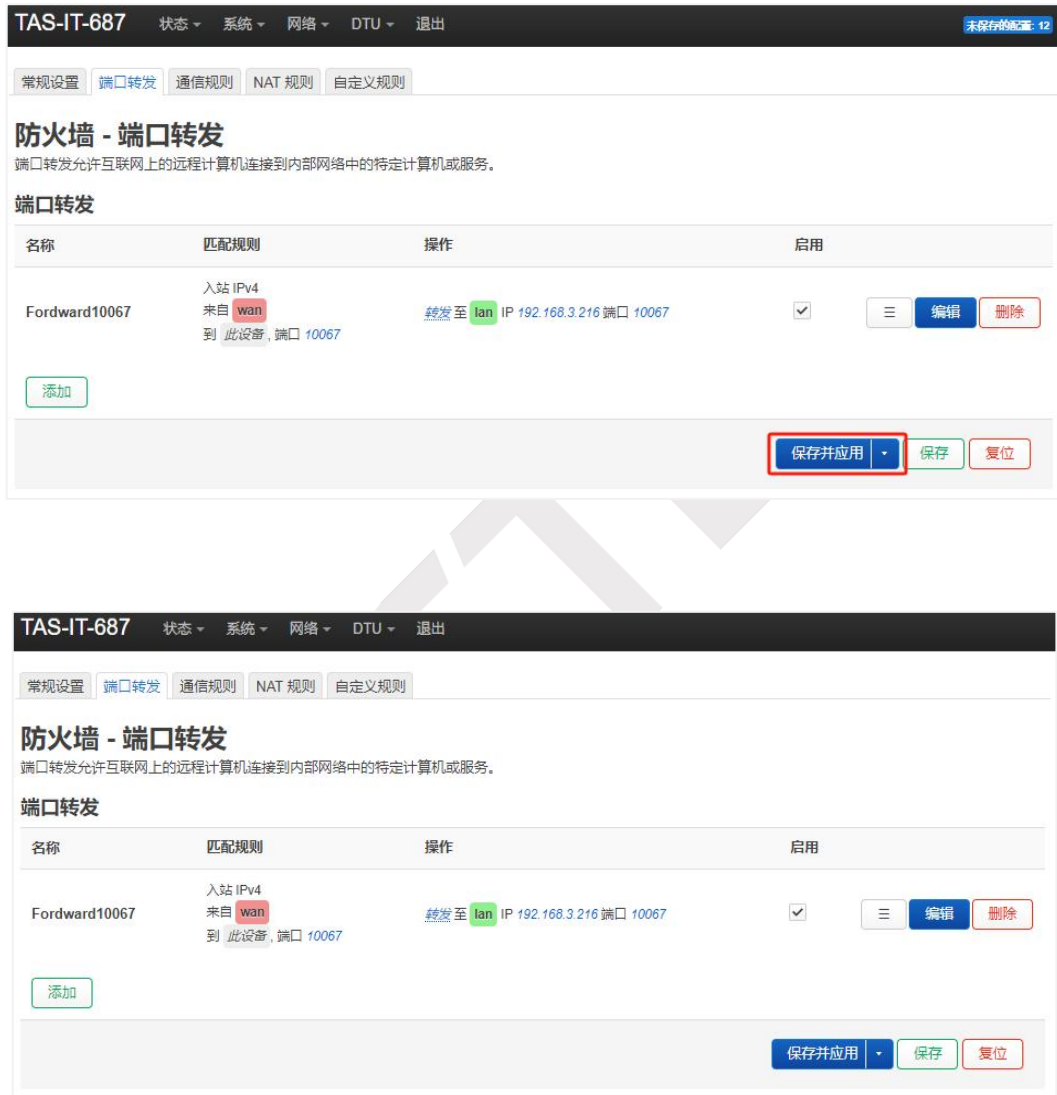 TAS-IT-687 状态 系统 网络 DTU 退出 未保存的配置: 12
常规设置 端口转发 通信规则 NAT 规则 自定义规则
防火墙 - 端口转发
端口转发允许互联网上的远程计算机连接到内部网络中的特定计算机或服务。
端口转发
名称 匹配规则 操作 启用
入站 IPv4
Fordward10067 来自 wan 转发至 lan IP 192.168.3.216 端口 10067 编辑 删除
到 此设备, 端口 10067
添加
保存并应用 保存 复位
TAS-IT-687 状态 系统 网络 DTU 退出
常规设置 端口转发 通信规则 NAT 规则 自定义规则
防火墙 - 端口转发
端口转发允许互联网上的远程计算机连接到内部网络中的特定计算机或服务。
端口转发
名称 匹配规则 操作 启用
入站 IPv4
Fordward10067 来自 wan 转发至 lan IP 192.168.3.216 端口 10067 编辑 删除
到 此设备, 端口 10067
添加
保存并应用 保存 复位